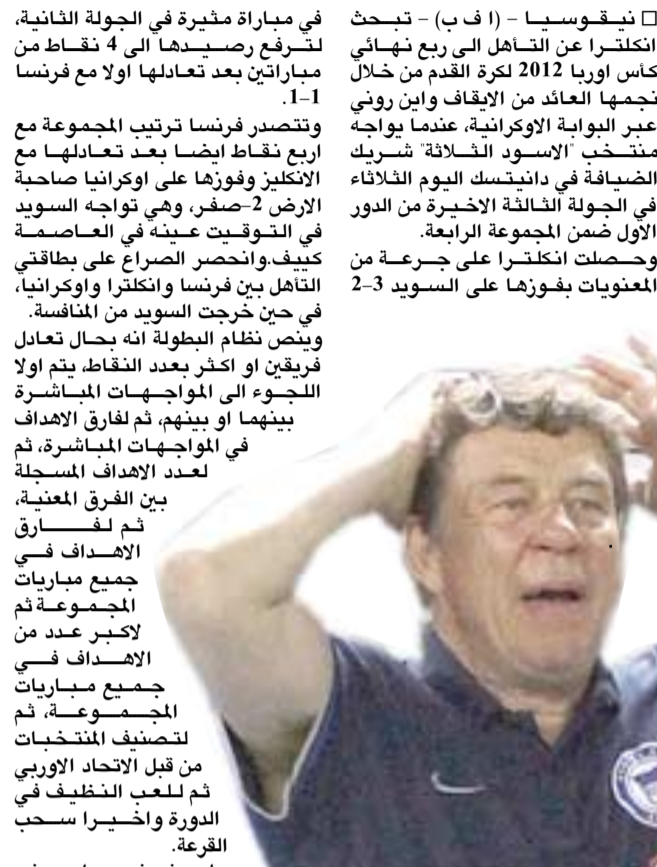 □ نيقوسيا – (ا ف ب) – تبحث
انكلترا عن التأهل الى ربع نهائي
كأس اوربا 2012 لكرة القدم من خلال
نجمها العائد من الايقاف واين روني
عبر البوابة الاوكرانية، عندما يواجه
منتخب "الاسود الثلاثة" شريك
الضيافة في دانيتسك اليوم الثلاثاء
في الجولة الثالثة الاخيرة من الدور
الاول ضمن المجموعة الرابعة.
وحصلت انكلترا على جرعة من
المعنويات بفوزها على السويد 3–2
في مباراة مثيرة في الجولة الثانية،
لترفع رصيدها الى 4 نقاط من
مباراتين بعد تعادلها اولا مع فرنسا
1–1.
وتتصدر فرنسا ترتيب المجموعة مع
اربع نقاط ايضا بعد تعادلها مع
الانكليز وفوزها على اوكرانيا صاحبة
الارض 2–صفر، وهي تواجه السويد
في التوقيت عينه في العاصمة
كييف.وانحصر الصراع على بطاقتي
التأهل بين فرنسا وانكلترا واوكرانيا،
في حين خرجت السويد من المنافسة.
وينص نظام البطولة انه بحال تعادل
فريقين او اكثر بعدد النقاط، يتم اولا
اللجوء الى المواجهات المباشرة
بينهما او بينهم، ثم لفارق الاهداف
في المواجهات المباشرة، ثم
لعدد الاهداف المسجلة
بين الفرق المعنية،
ثم لفارق
الاهداف في
جميع مباريات
المجموعة ثم
لاكبر عدد من
الاهداف في
جميع مباريات
المجموعة، ثم
لتصنيف المنتخبات
من قبل الاتحاد الاوربي
ثم للعب النظيف في
الدورة واخيرا سحب
القرعة.